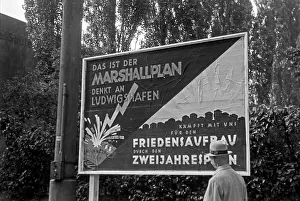 DAS IST DER
MARSHALLPLAN
DENKT AN
LUDWIGSHAFEN
KÄMPFT MIT UNS
FÜR DEN
FRIEDENSAUFBAU
DURCH DEN
ZWEIJAHRESPLAN